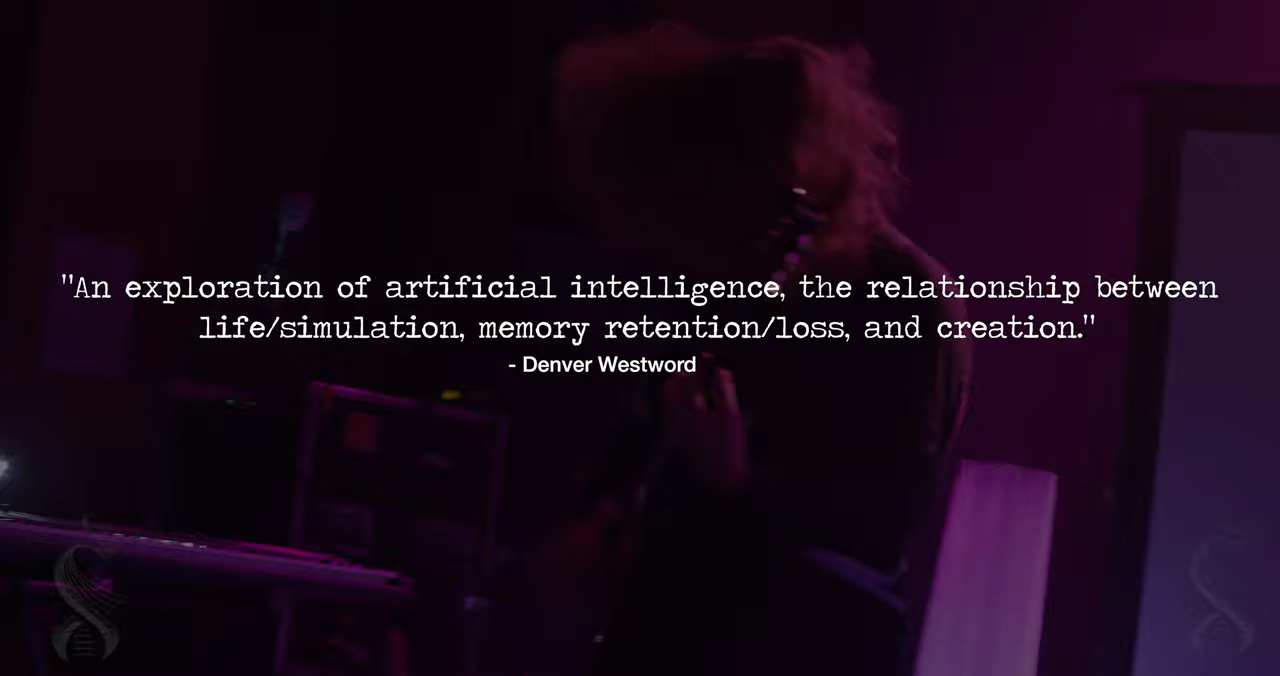 "An exploration of artificial intelligence, the relationship between
life/simulation, memory retention/loss, and creation."
- Denver Westword